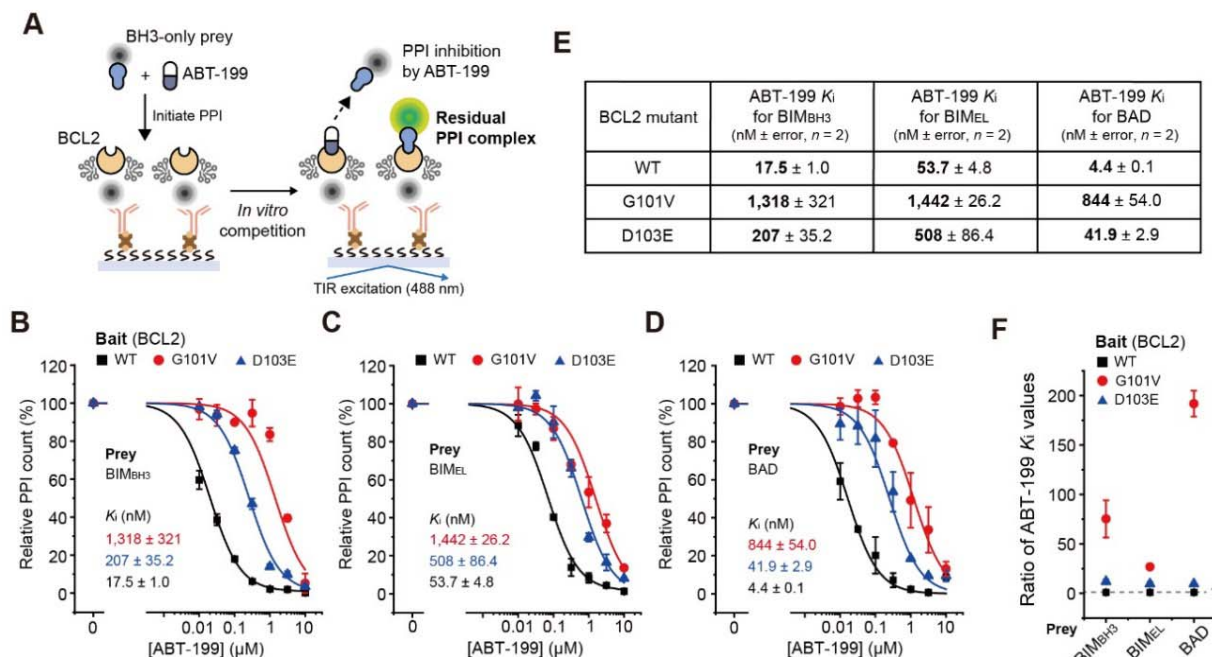 A
BH3-only prey
+
ABT-199
Initiate PPI
BCL2
In vitro
competition
PPI inhibition
by ABT-199
Residual
PPI complex
TIR excitation (488 nm)
E
BCL2 mutant
ABT-199 Ki
for BIMBH3
(nM ± error, n = 2)
ABT-199 Ki
for BIMEL
(nM ± error, n = 2)
ABT-199 Ki
for BAD
(nM ± error, n = 2)
WT 17.5 ± 1.0 53.7 ± 4.8 4.4 ± 0.1
G101V 1,318 ± 321 1,442 ± 26.2 844 ± 54.0
D103E 207 ± 35.2 508 ± 86.4 41.9 ± 2.9
B
Bait (BCL2)
WT G101V D103E
Relative PPI count (%)
120
100
80
60
40
20
0
Prey
BIMBH3
Ki (nM)
1,318 ± 321
207 ± 35.2
17.5 ± 1.0
0 0.01 0.1 1 10
[ABT-199] (µM)
C
WT G101V D103E
Relative PPI count (%)
120
100
80
60
40
20
0
Prey
BIMEL
Ki (nM)
1,442 ± 26.2
508 ± 86.4
53.7 ± 4.8
0 0.01 0.1 1 10
[ABT-199] (µM)
D
WT G101V D103E
Relative PPI count (%)
120
100
80
60
40
20
0
Prey
BAD
Ki (nM)
844 ± 54.0
41.9 ± 2.9
4.4 ± 0.1
0 0.01 0.1 1 10
[ABT-199] (µM)
F
Bait (BCL2)
WT
G101V
D103E
Ratio of ABT-199 Ki values
200
150
100
50
0
Prey
BIMBH3
BIMEL
BAD